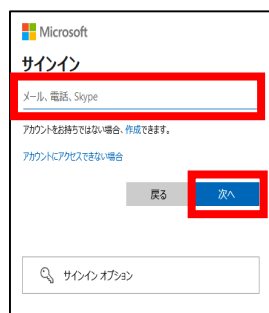 Microsoft
サインイン
メール、電話、Skype
アカウントをお持ちではない場合、作成できます。
アカウントにアクセスできない場合
戻る 次へ
サインイン オプション